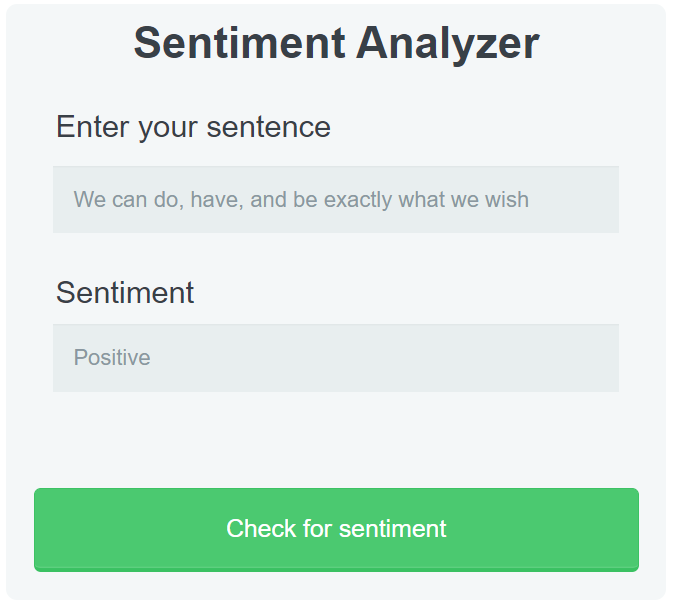 Sentiment Analyzer
Enter your sentence
We can do, have, and be exactly what we wish
Sentiment
Positive
Check for sentiment